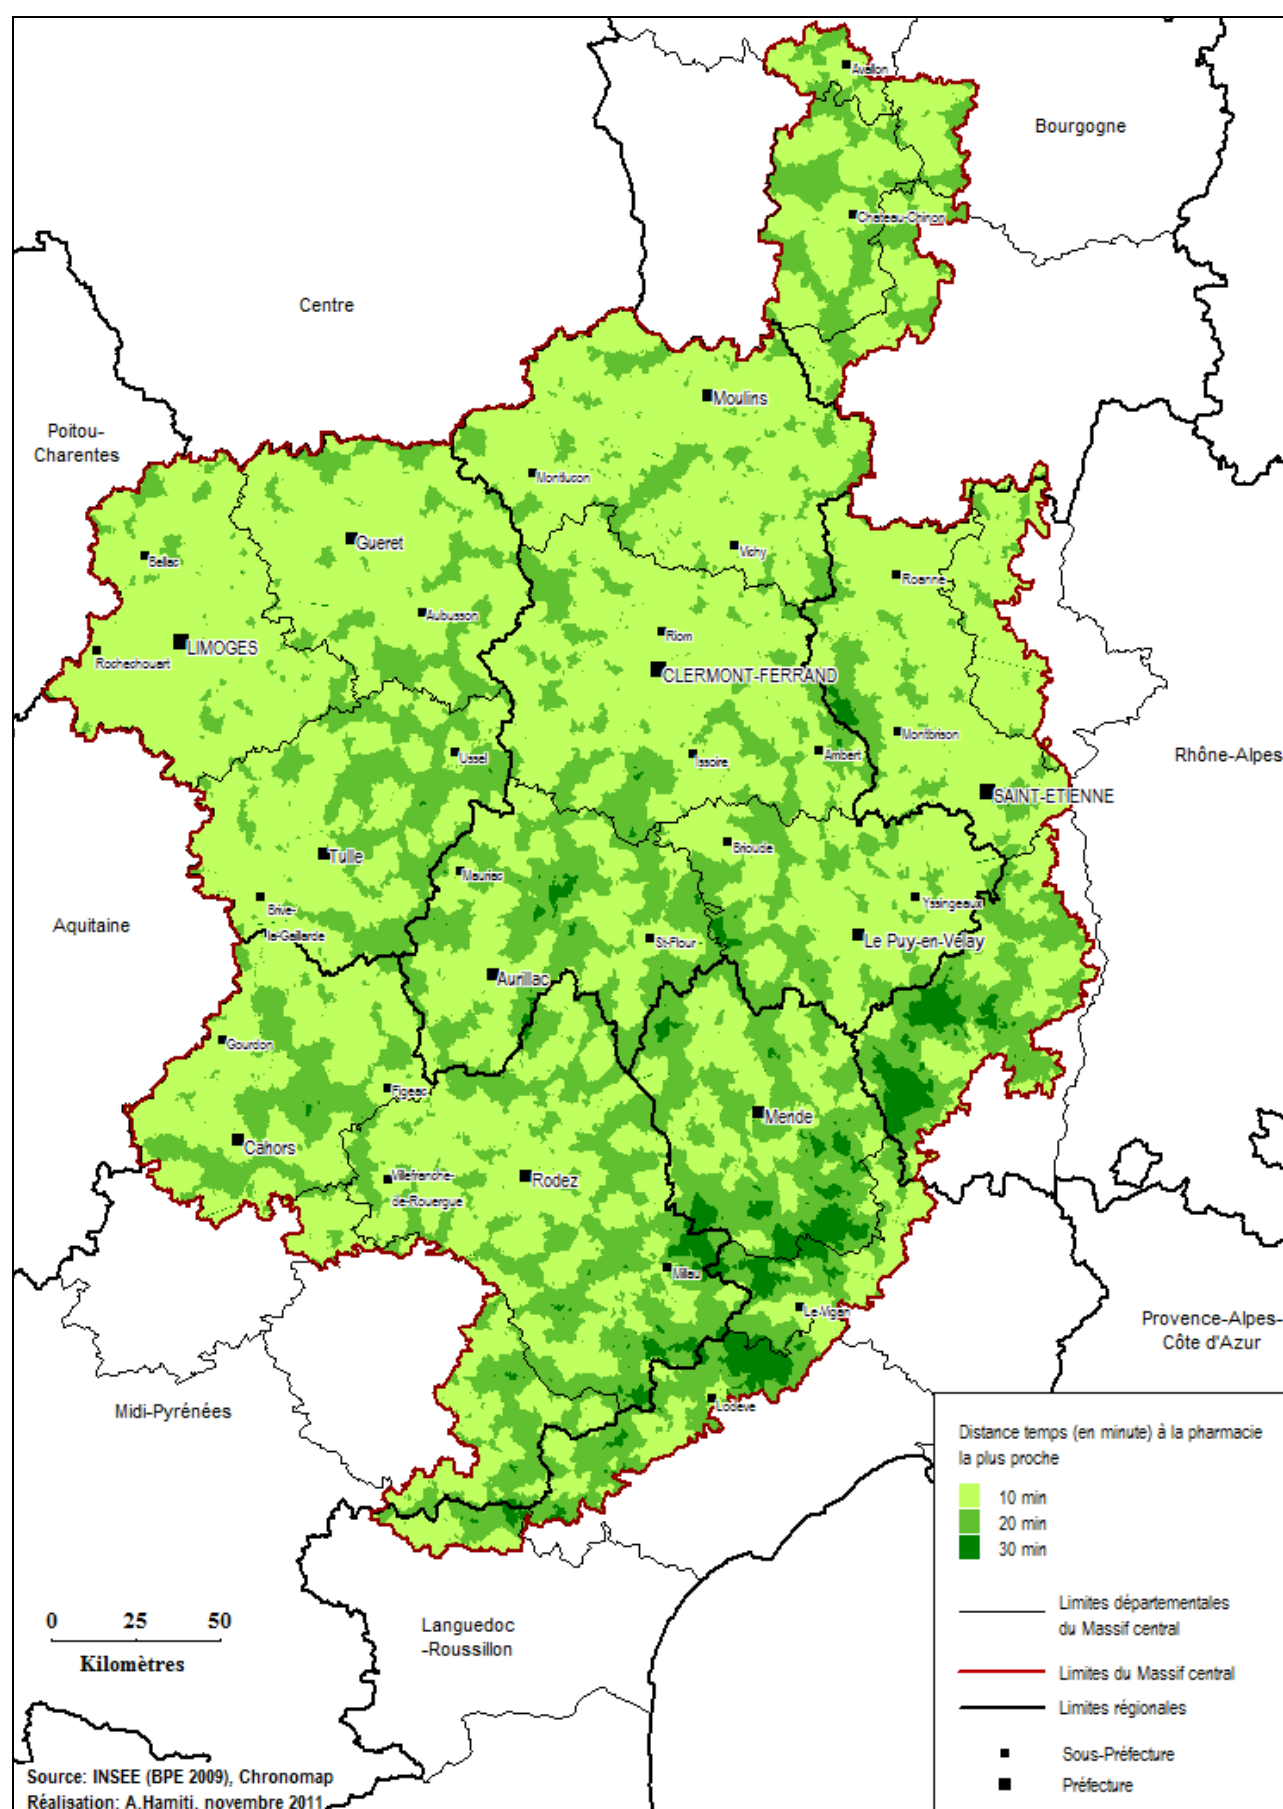 Avallon
Bourgogne
Chateau-Chinon
Centre
Moulins
Poitou-
Charentes
Montlucon
Gueret
Vichy
Bellac
Roanne
Aubusson
Riom
LIMOGES
Rochechouart
CLERMONT-FERRAND
Montbrison
Ussel
Issoire
Ambert
Rhône-Alpes
SAINT-ETIENNE
Tulle
Brioude
Mauriac
Brive-
la-Gaillarde
Yssingeaux
Aquitaine
St-Flour
Le Puy-en-Velay
Aurillac
Gourdon
Figeac
Mende
Cahors
Villefranche-
de-Rouergue
Rodez
Millau
Le-Vigan
Provence-Alpes-
Côte d'Azur
Lodève
Midi-Pyrénées
Distance temps (en minute) à la pharmacie
la plus proche
10 min
20 min
30 min
Limites départementales
du Massif central
Limites du Massif central
Limites régionales
Sous-Préfecture
Préfecture
0 25 50
Kilomètres
Languedoc
-Roussillon
Source: INSEE (BPE 2009), Chronomap
Réalisation: A.Hamiti, novembre 2011